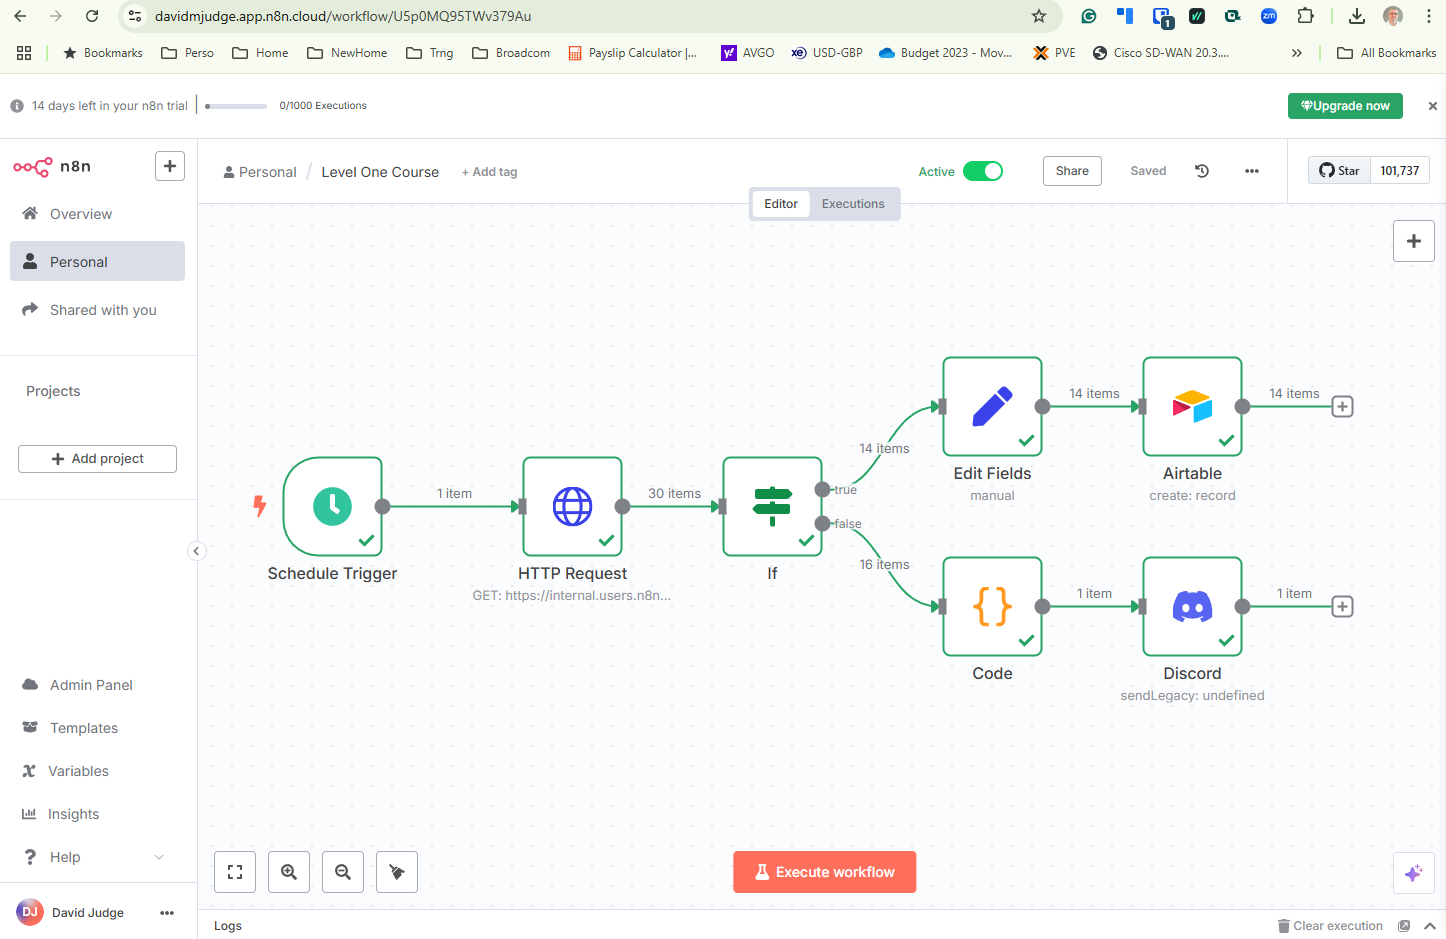 davidmjudge.app.n8n.cloud/workflow/U5p0MQ95TWv379Au
1
zm
Bookmarks Perso Home NewHome Trng Broadcom Payslip Calculator |... AVGO USD-GBP Budget 2023 - Mov... PVE Cisco SD-WAN 20.3.... » All Bookmarks
14 days left in your n8n trial 0/1000 Executions Upgrade now
n8n
Personal / Level One Course + Add tag Active Share Saved Star 101,737
Editor Executions
Overview
Personal
Shared with you
Projects
Add project
Admin Panel
Templates
Variables
Insights
Help
DJ David Judge
1 item
Schedule Trigger
30 items
HTTP Request
GET: https://internal.users.n8n...
If
true
false
14 items
16 items
Edit Fields
manual
14 items
Airtable
create: record
14 items
Code
1 item
Discord
sendLegacy: undefined
1 item
Execute workflow
Logs Clear execution